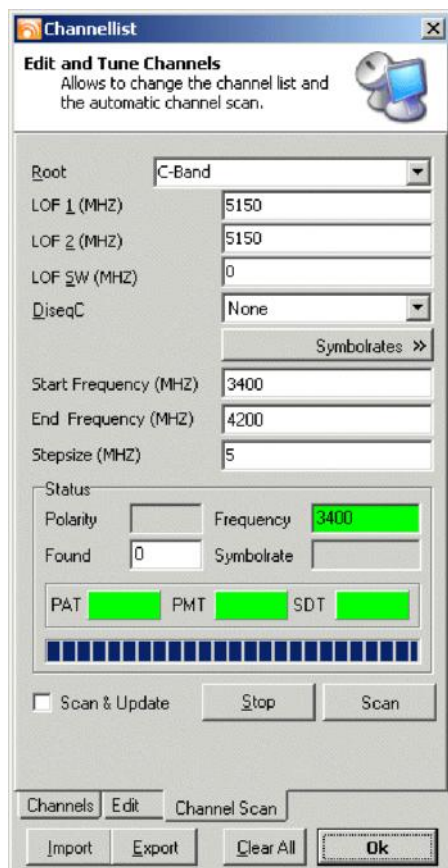 Channellist
Edit and Tune Channels
Allows to change the channel list and
the automatic channel scan.
Root C-Band
LOF 1 (MHZ) 5150
LOF 2 (MHZ) 5150
LOF SW (MHZ) 0
DiseqC None
Symbolrates »
Start Frequency (MHZ) 3400
End Frequency (MHZ) 4200
Stepsize (MHZ) 5
Status
Polarity Frequency 3400
Found 0 Symbolrate
PAT PMT SDT
Scan & Update Stop Scan
Channels Edit Channel Scan
Import Export Clear All Ok